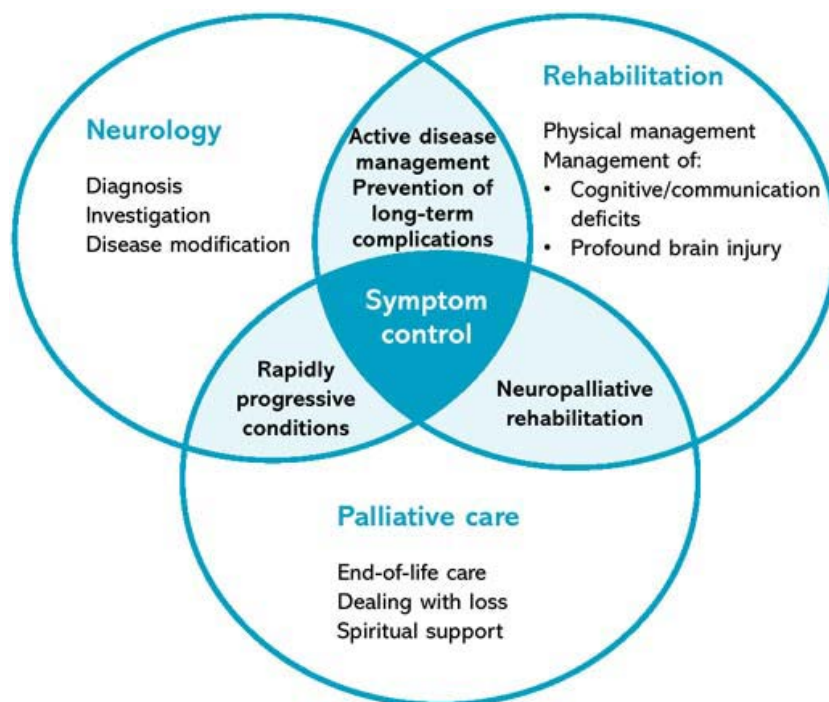 Neurology
Diagnosis
Investigation
Disease modification
Active disease
management
Prevention of
long-term
complications
Rehabilitation
Physical management
Management of:
• Cognitive/communication
deficits
• Profound brain injury
Symptom
control
Rapidly
progressive
conditions
Neuropalliative
rehabilitation
Palliative care
End-of-life care
Dealing with loss
Spiritual support